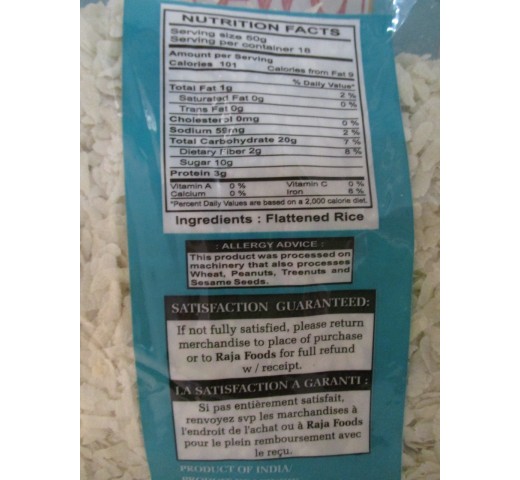 NUTRITION FACTS
Serving size 50g
Serving per container 18
Amount per Serving
Calories 101 Calories from Fat 9
% Daily Value*
Total Fat 1g 2 %
Saturated Fat 0g 0 %
Trans Fat 0g
Cholesterol 0mg 0 %
Sodium 59mg 2 %
Total Carbohydrate 20g 7 %
Dietary Fiber 2g 8 %
Sugar 10g
Protein 3g
Vitamin A 0 % Vitamin C 0 %
Calcium 0 % Iron 6 %
*Percent Daily Values are based on a 2,000 calorie diet.
Ingredients : Flattened Rice
: ALLERGY ADVICE :
This product was processed on
machinery that also processes
Wheat, Peanuts, Treenuts and
Sesame Seeds.
SATISFACTION GUARANTEED:
If not fully satisfied, please return
merchandise to place of purchase
or to Raja Foods for full refund
w / receipt.
LA SATISFACTION A GARANTI :
Si pas entièrement satisfait,
renvoyez svp les marchandises à
l'endroit de l'achat ou à Raja Foods
pour le plein remboursement avec
le reçu.
PRODUCT OF INDIA/